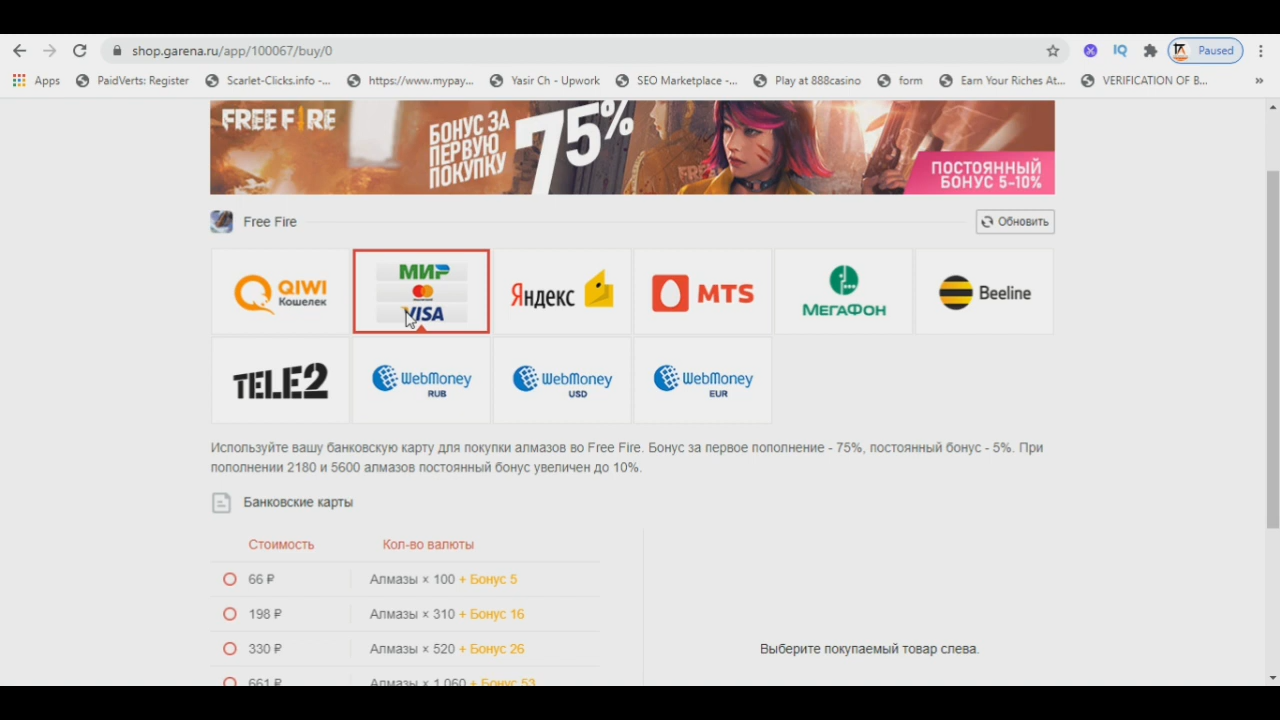 shop.garena.ru/app/100067/buy/0
Paused
Apps
PaidVerts: Register
Scarlet-Clicks.info -...
https://www.mypay...
Yasir Ch - Upwork
SEO Marketplace -...
Play at 888casino
form
Earn Your Riches At...
VERIFICATION OF B...
»
FREE FIRE
БОНУС ЗА
ПЕРВУЮ
ПОКУПКУ
75%
ПОСТОЯННЫЙ
БОНУС 5-10%
Free Fire
Обновить
QIWI
Кошелек
МИР
VISA
Яндекс
MTS
МЕГАФОН
Beeline
TELE2
WebMoney
RUB
WebMoney
USD
WebMoney
EUR
Используйте вашу банковскую карту для покупки алмазов во Free Fire. Бонус за первое пополнение - 75%, постоянный бонус - 5%. При
пополнении 2180 и 5600 алмазов постоянный бонус увеличен до 10%.
Банковские карты
Стоимость Кол-во валюты
66 ₽ Алмазы × 100 + Бонус 5
198 ₽ Алмазы × 310 + Бонус 16
330 ₽ Алмазы × 520 + Бонус 26
661 ₽ Алмазы × 1,060 + Бонус 53
Выберите покупаемый товар слева.